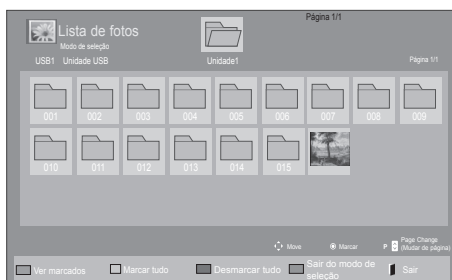 Página 1/1
Lista de fotos
Modo de seleção
USB1 Unidade USB Unidade1 Página 1/1
001 002 003 004 005 006 007 008 009
010 011 012 013 014 015
Move Marcar P Page Change
(Mudar de página)
Ver marcados Marcar tudo Desmarcar tudo Sair do modo de
seleção Sair